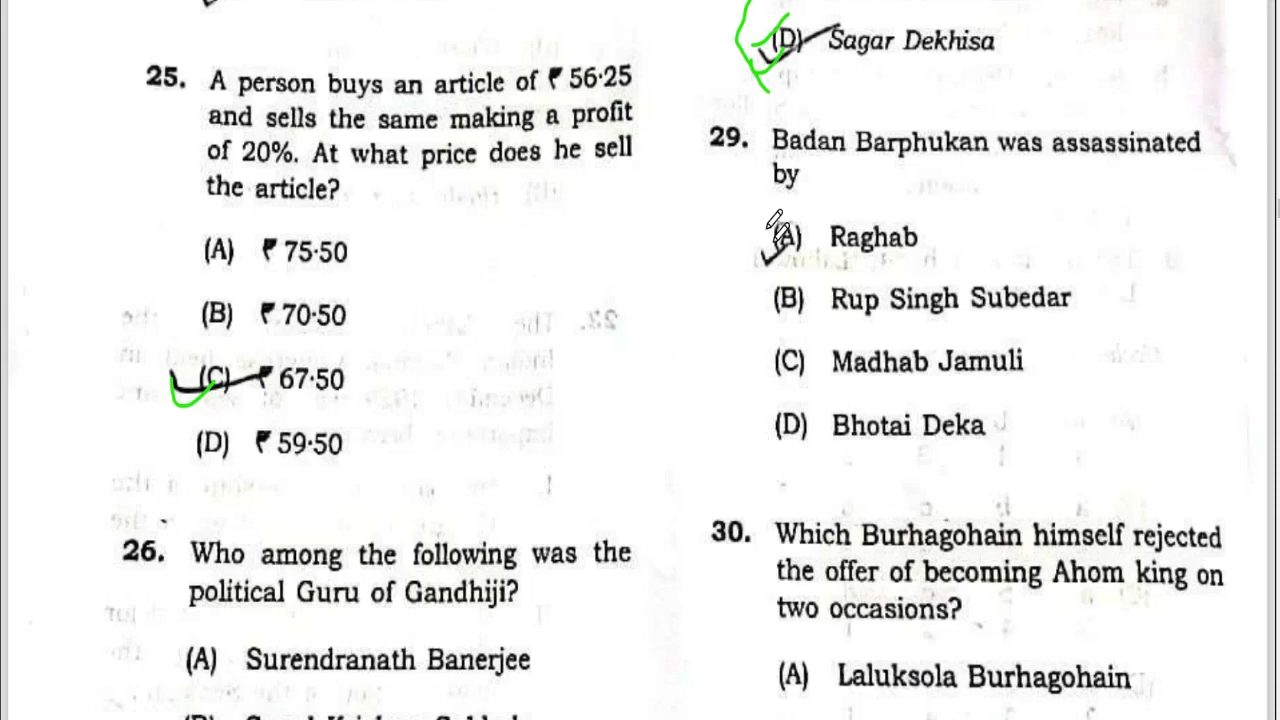 25. A person buys an article of ₹ 56·25
and sells the same making a profit
of 20%. At what price does he sell
the article?
(A) ₹ 75·50
(B) ₹ 70·50
(C) ₹ 67·50
(D) ₹ 59·50
26. Who among the following was the
political Guru of Gandhiji?
(A) Surendranath Banerjee
(D) Sagar Dekhisa
29. Badan Barphukan was assassinated
by
(A) Raghab
(B) Rup Singh Subedar
(C) Madhab Jamuli
(D) Bhotai Deka
30. Which Burhagohain himself rejected
the offer of becoming Ahom king on
two occasions?
(A) Laluksola Burhagohain